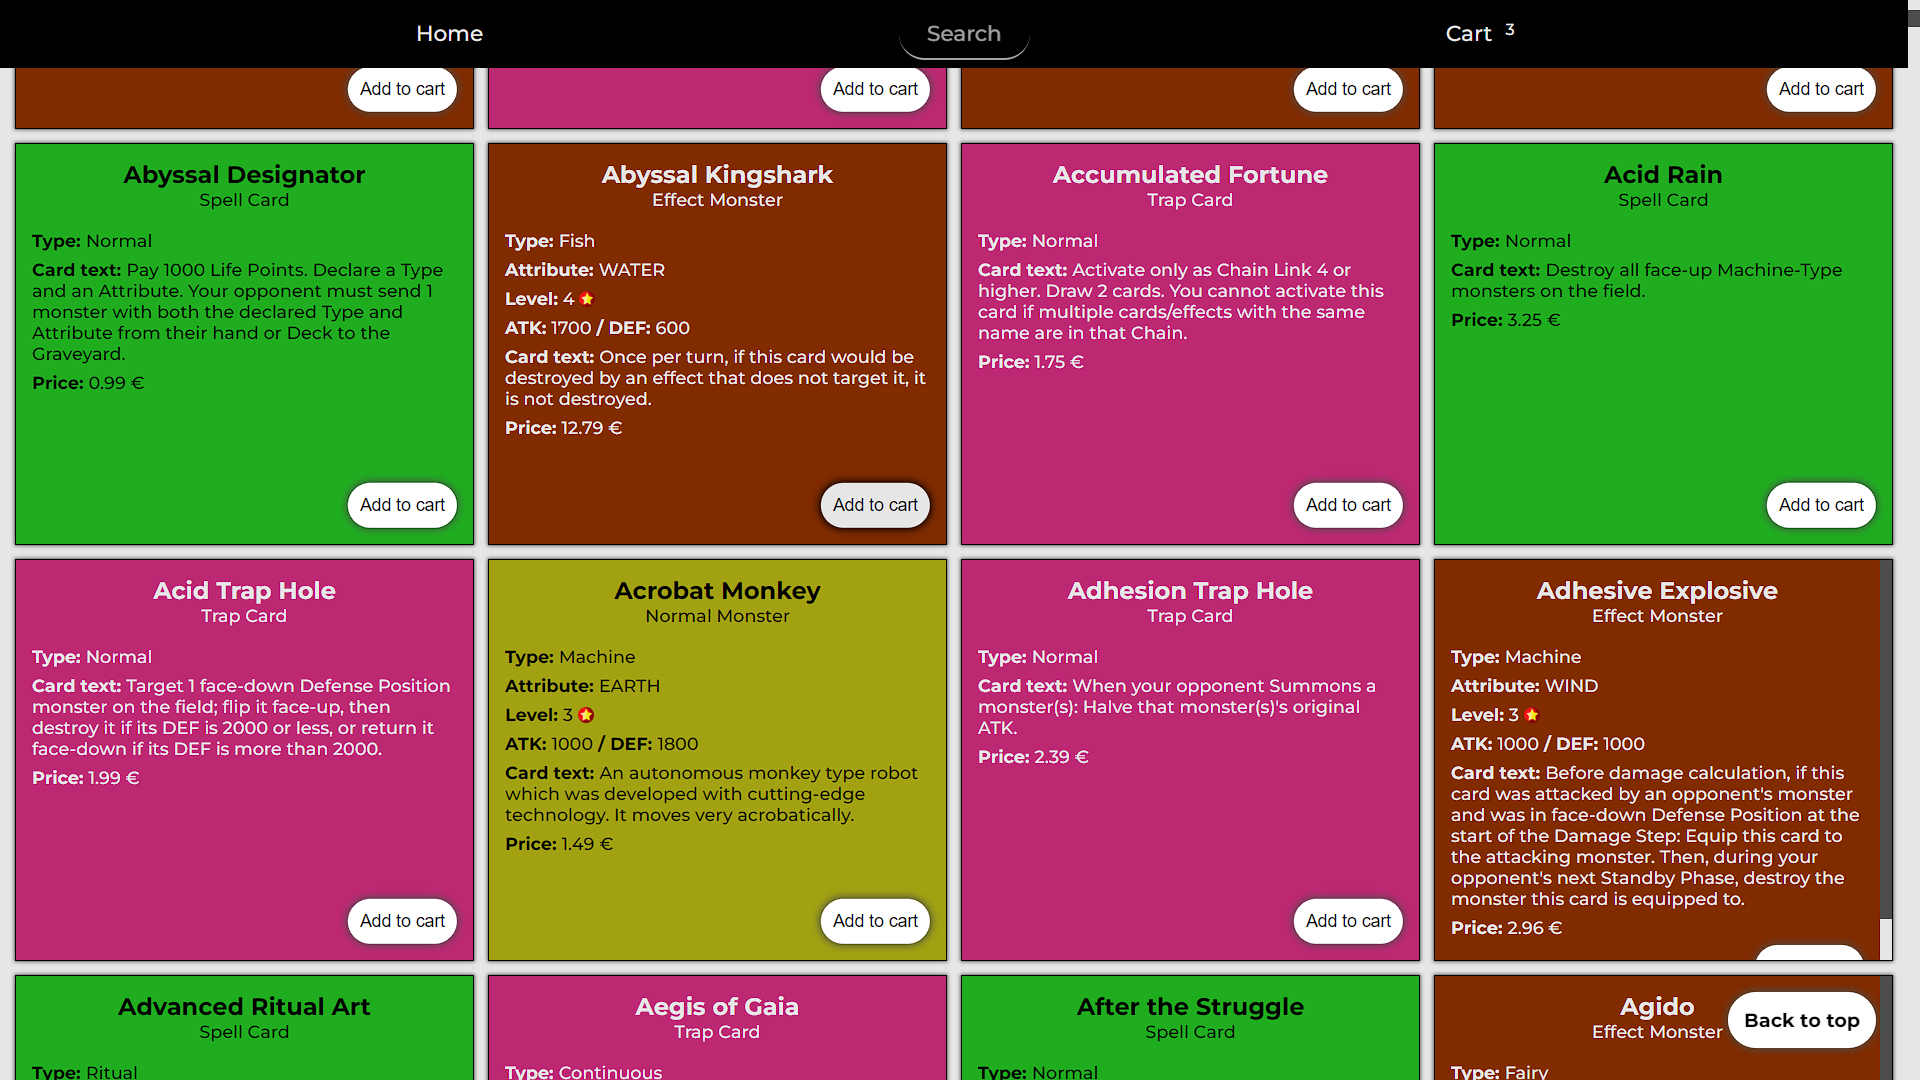 Home
Search
Cart 3
Add to cart
Add to cart
Add to cart
Add to cart
Abyssal Designator
Spell Card
Type: Normal
Card text: Pay 1000 Life Points. Declare a Type
and an Attribute. Your opponent must send 1
monster with both the declared Type and
Attribute from their hand or Deck to the
Graveyard.
Price: 0.99 €
Add to cart
Abyssal Kingshark
Effect Monster
Type: Fish
Attribute: WATER
Level: 4
ATK: 1700 / DEF: 600
Card text: Once per turn, if this card would be
destroyed by an effect that does not target it, it
is not destroyed.
Price: 12.79 €
Add to cart
Accumulated Fortune
Trap Card
Type: Normal
Card text: Activate only as Chain Link 4 or
higher. Draw 2 cards. You cannot activate this
card if multiple cards/effects with the same
name are in that Chain.
Price: 1.75 €
Add to cart
Acid Rain
Spell Card
Type: Normal
Card text: Destroy all face-up Machine-Type
monsters on the field.
Price: 3.25 €
Add to cart
Acid Trap Hole
Trap Card
Type: Normal
Card text: Target 1 face-down Defense Position
monster on the field; flip it face-up, then
destroy it if its DEF is 2000 or less, or return it
face-down if its DEF is more than 2000.
Price: 1.99 €
Add to cart
Acrobat Monkey
Normal Monster
Type: Machine
Attribute: EARTH
Level: 3
ATK: 1000 / DEF: 1800
Card text: An autonomous monkey type robot
which was developed with cutting-edge
technology. It moves very acrobatically.
Price: 1.49 €
Add to cart
Adhesion Trap Hole
Trap Card
Type: Normal
Card text: When your opponent Summons a
monster(s): Halve that monster(s)'s original
ATK.
Price: 2.39 €
Add to cart
Adhesive Explosive
Effect Monster
Type: Machine
Attribute: WIND
Level: 3
ATK: 1000 / DEF: 1000
Card text: Before damage calculation, if this
card was attacked by an opponent's monster
and was in face-down Defense Position at the
start of the Damage Step: Equip this card to
the attacking monster. Then, during your
opponent's next Standby Phase, destroy the
monster this card is equipped to.
Price: 2.96 €
Advanced Ritual Art
Spell Card
Type: Ritual
Aegis of Gaia
Trap Card
Type: Continuous
After the Struggle
Spell Card
Type: Normal
Agido
Effect Monster
Type: Fairy
Back to top